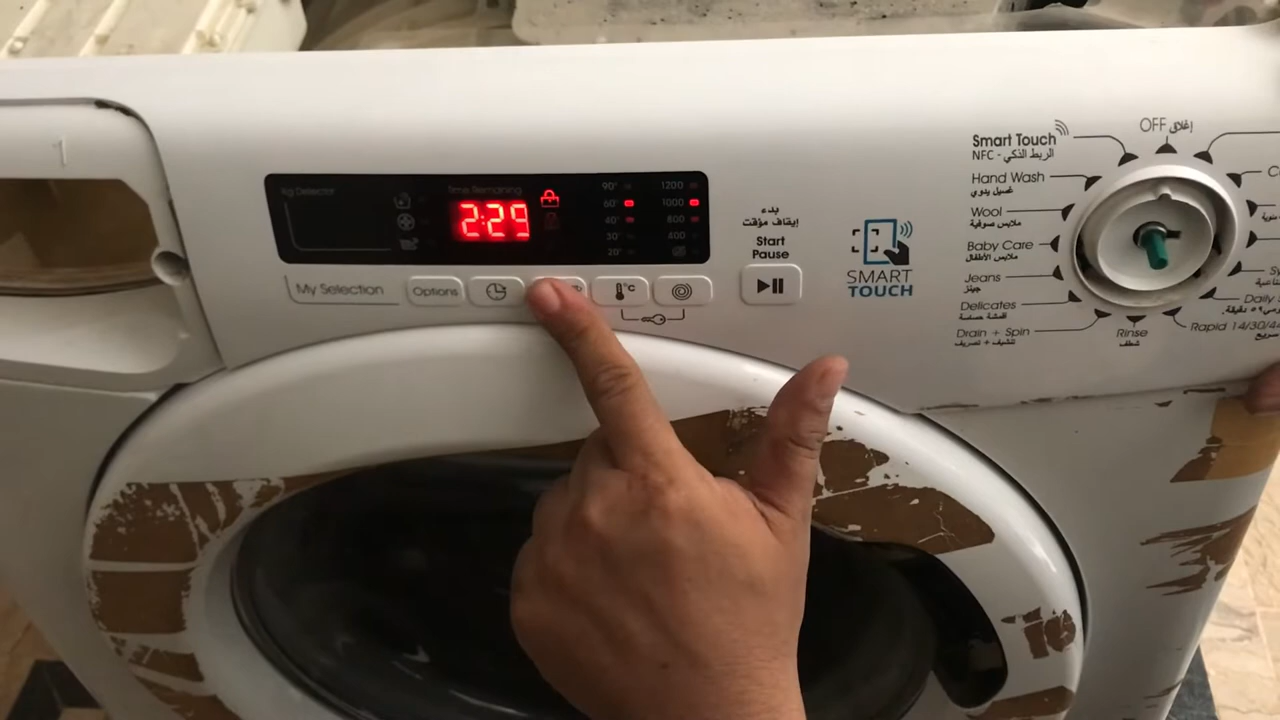 Kg Detector
Time Remaining
2:29
90°
60°
40°
30°
20°
1200
1000
800
400
My Selection
Options
°C
بدء
إيقاف مؤقت
Start
Pause
SMART
TOUCH
OFF إغلاق
Smart Touch
NFC - الربط الذكي
Hand Wash
غسيل يدوي
Wool
ملابس صوفية
Baby Care
ملابس الأطفال
Jeans
جينز
Delicates
أقمشة حساسة
Drain + Spin
تنشيف + تصريف
Rinse
شطف
Rapid 14/30/4
سريع
Daily